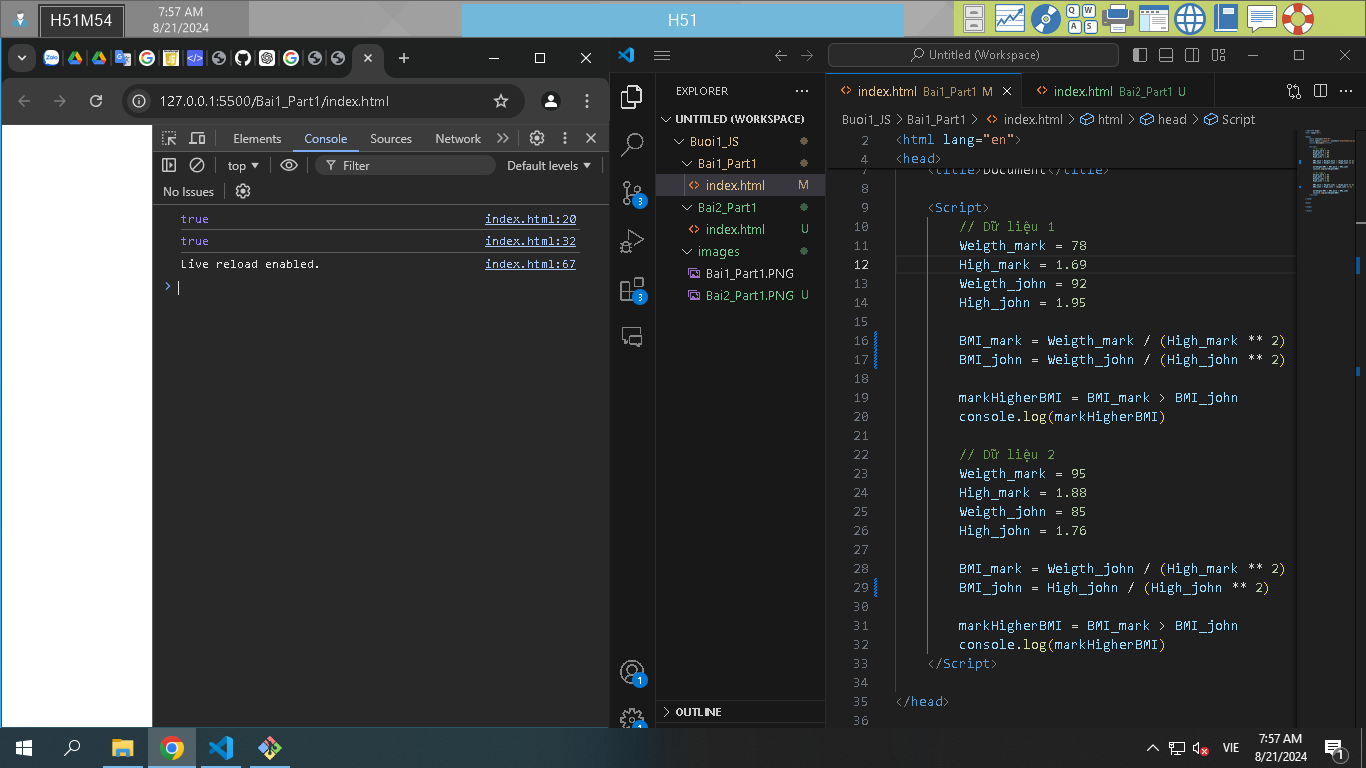 H51M54
7:57 AM
8/21/2024
H51
Q W
A S
Zalo
127.0.0.1:5500/Bai1_Part1/index.html
Elements Console Sources Network
top Filter Default levels
No Issues
true index.html:20
true index.html:32
Live reload enabled. index.html:67
>
Untitled (Workspace)
EXPLORER
UNTITLED (WORKSPACE)
Buoi1_JS
Bai1_Part1
index.html M
Bai2_Part1
index.html U
images
Bai1_Part1.PNG
Bai2_Part1.PNG U
OUTLINE
3
3
1
1
index.html Bai1_Part1 M
index.html Bai2_Part1 U
Buoi1_JS > Bai1_Part1 > index.html > html > head > Script
2 <html lang="en">
4 <head>
7 <title>Document</title>
8
9 <Script>
10 // Dữ liệu 1
11 Weigth_mark = 78
12 High_mark = 1.69
13 Weigth_john = 92
14 High_john = 1.95
15
16 BMI_mark = Weigth_mark / (High_mark ** 2)
17 BMI_john = Weigth_john / (High_john ** 2)
18
19 markHigherBMI = BMI_mark > BMI_john
20 console.log(markHigherBMI)
21
22 // Dữ liệu 2
23 Weigth_mark = 95
24 High_mark = 1.88
25 Weigth_john = 85
26 High_john = 1.76
27
28 BMI_mark = Weigth_john / (High_mark ** 2)
29 BMI_john = High_john / (High_john ** 2)
30
31 markHigherBMI = BMI_mark > BMI_john
32 console.log(markHigherBMI)
33 </Script>
34
35 </head>
36
VIE
7:57 AM
8/21/2024
1